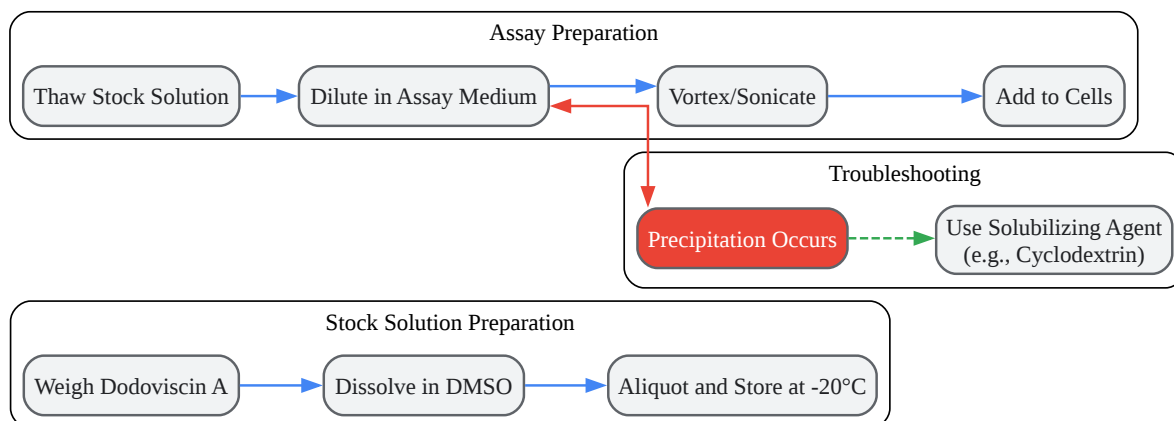 Assay Preparation
Thaw Stock Solution
Dilute in Assay Medium
Vortex/Sonicate
Add to Cells
Troubleshooting
Precipitation Occurs
Use Solubilizing Agent
(e.g., Cyclodextrin)
Stock Solution Preparation
Weigh Dodoviscin A
Dissolve in DMSO
Aliquot and Store at -20°C